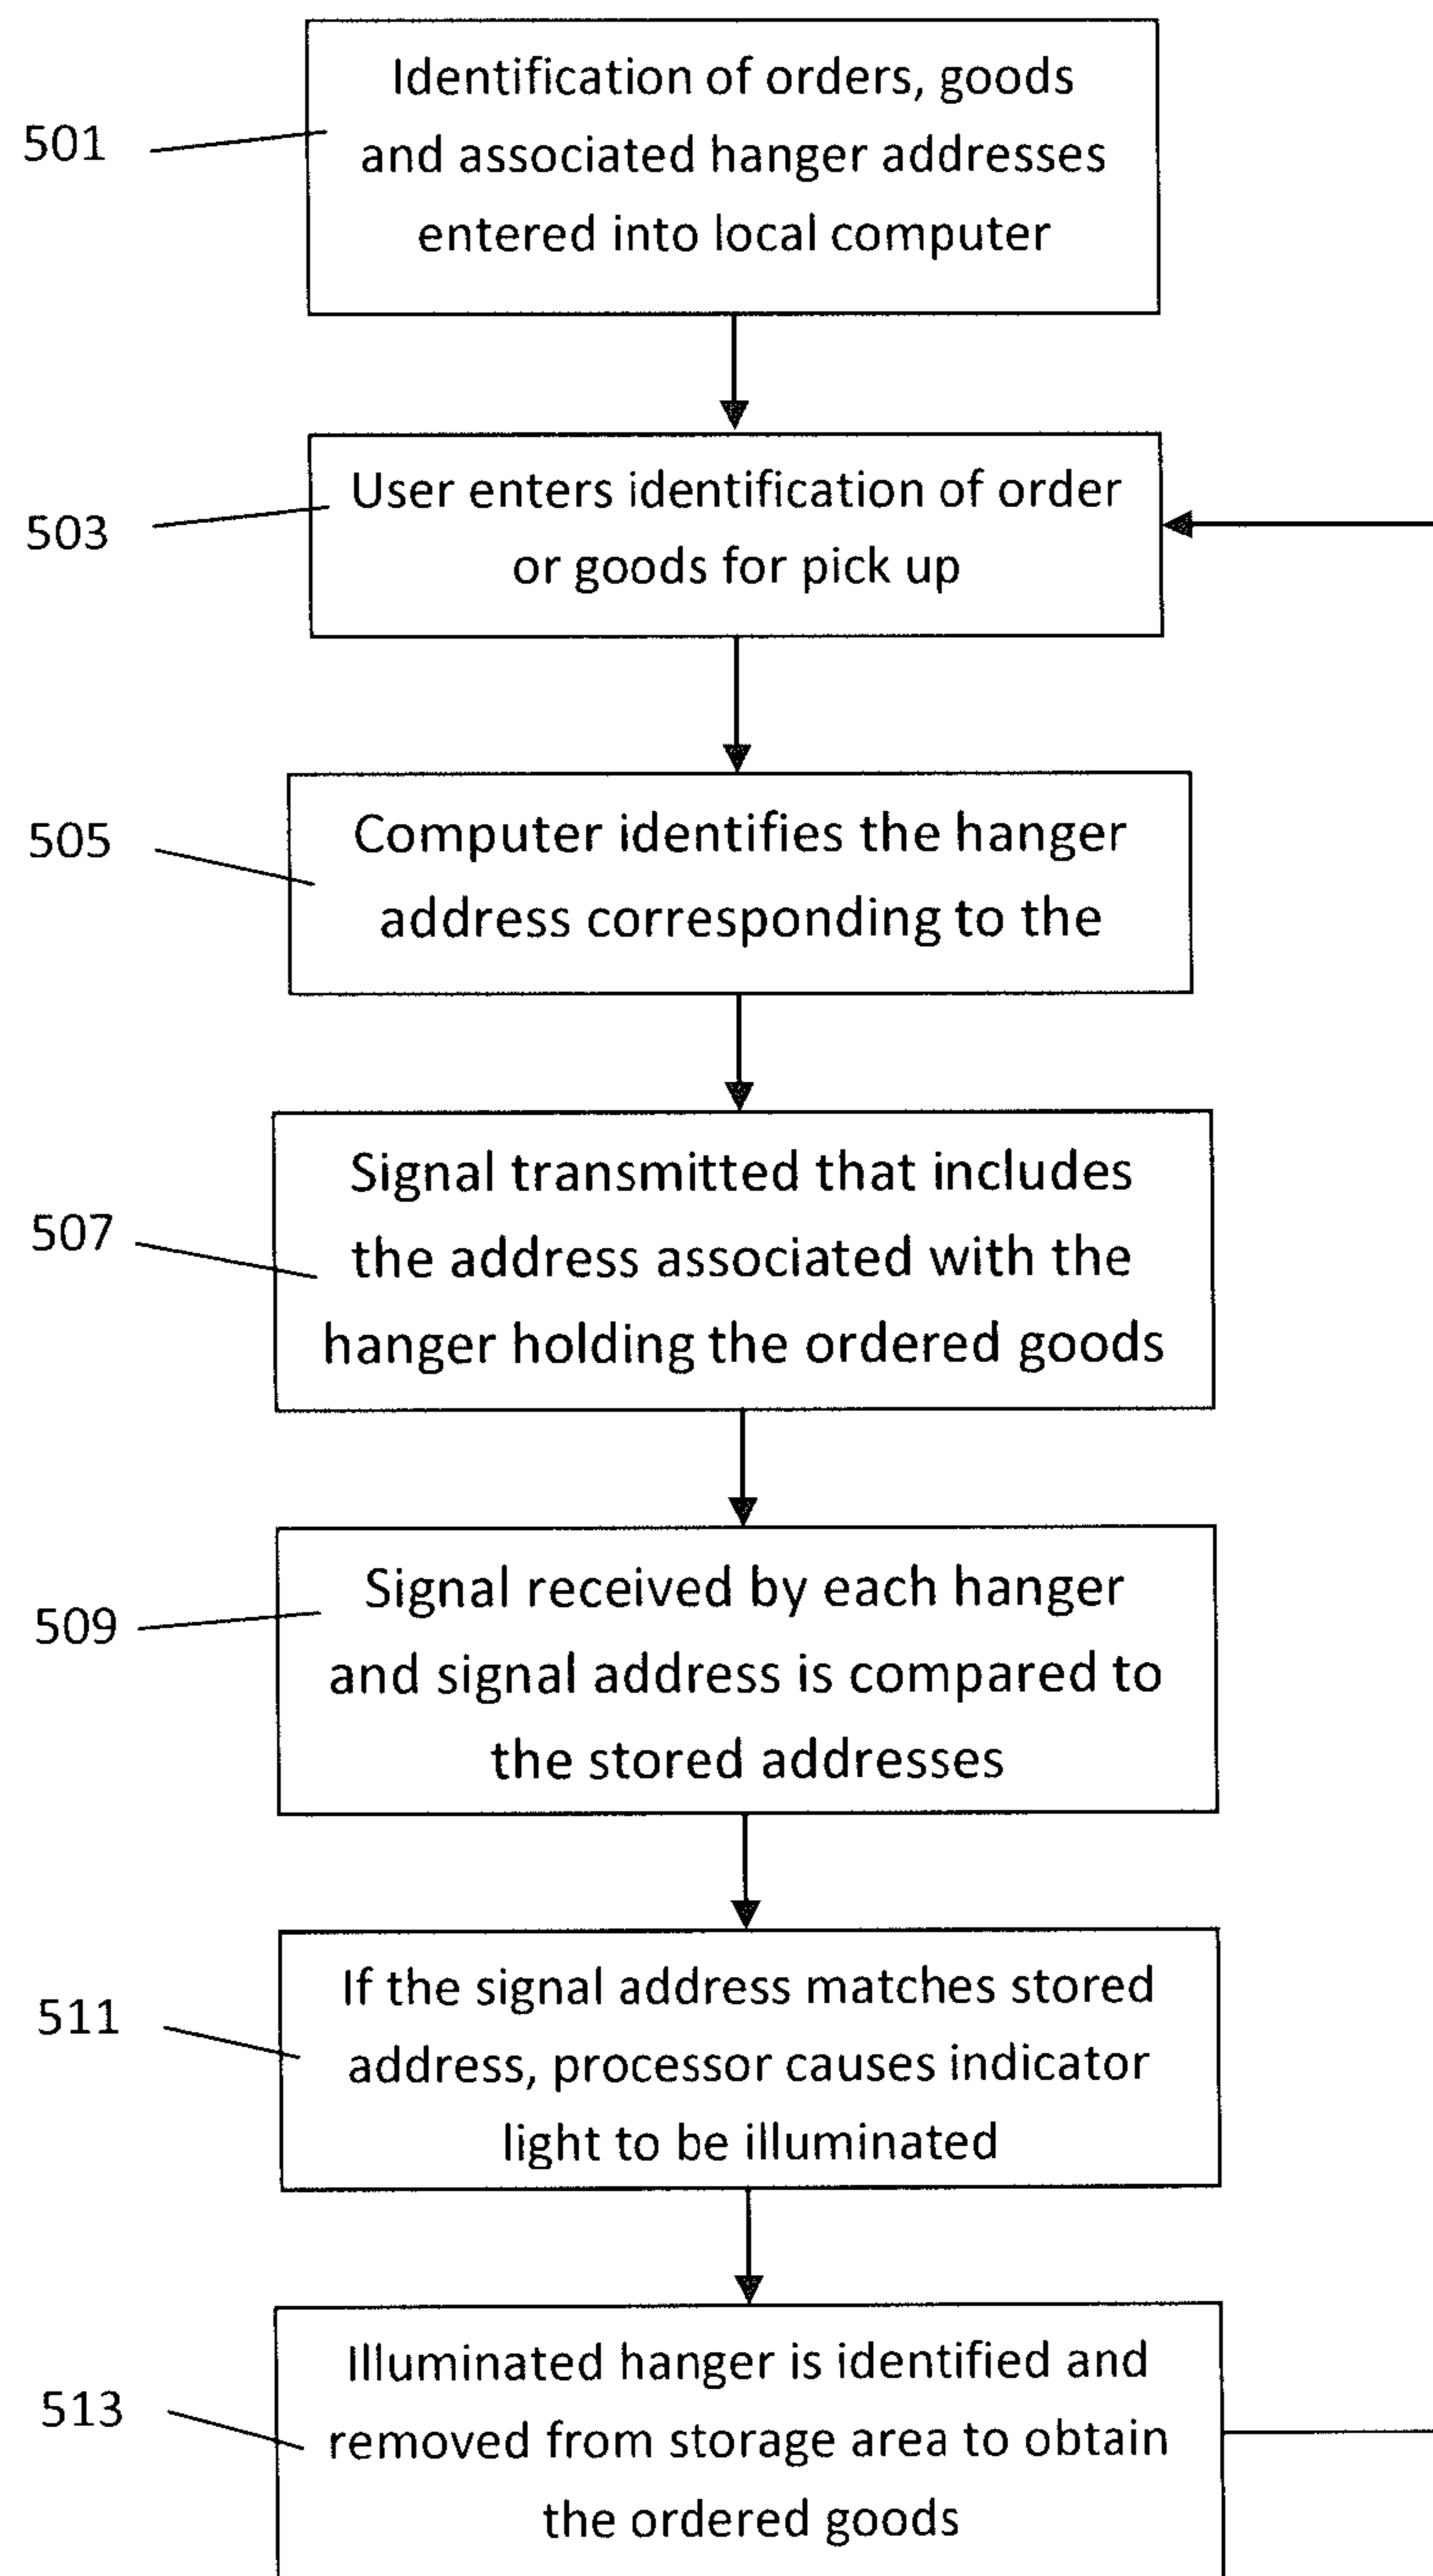 501
Identification of orders, goods
and associated hanger addresses
entered into local computer
503
User enters identification of order
or goods for pick up
505
Computer identifies the hanger
address corresponding to the
507
Signal transmitted that includes
the address associated with the
hanger holding the ordered goods
509
Signal received by each hanger
and signal address is compared to
the stored addresses
511
If the signal address matches stored
address, processor causes indicator
light to be illuminated
513
Illuminated hanger is identified and
removed from storage area to obtain
the ordered goods